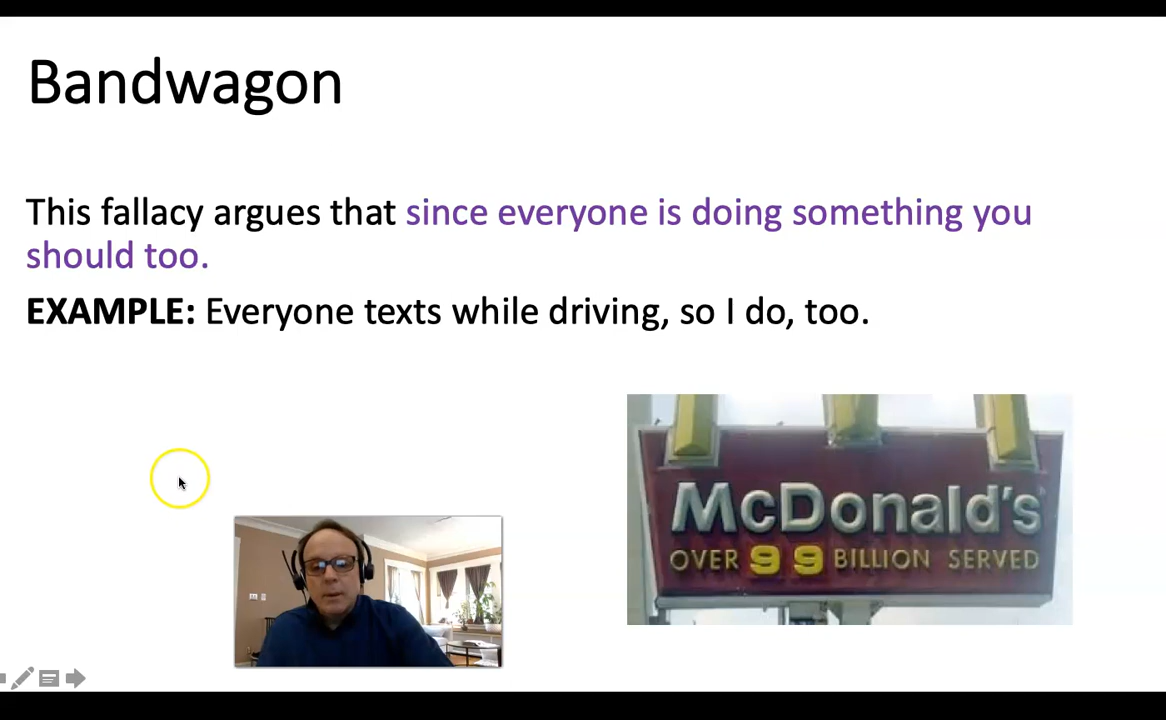 Bandwagon
This fallacy argues that since everyone is doing something you
should too.
EXAMPLE: Everyone texts while driving, so I do, too.
McDonald's
OVER 99 BILLION SERVED